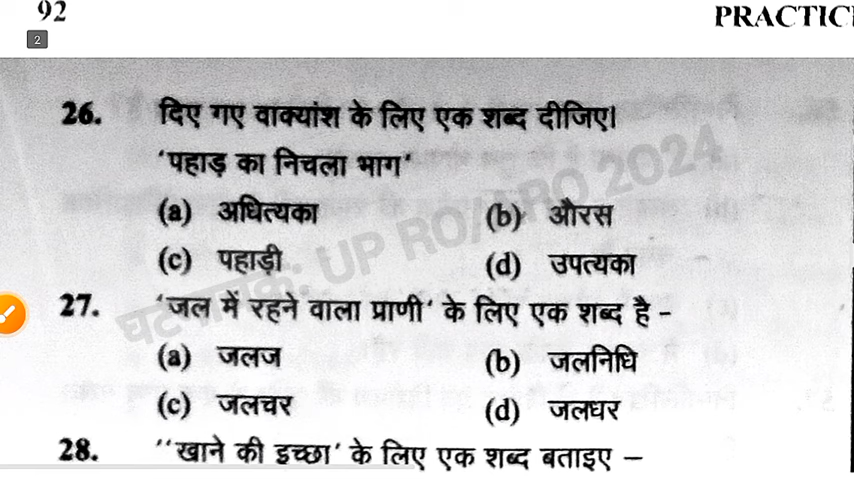 92
PRACTIC
2
26. दिए गए वाक्यांश के लिए एक शब्द दीजिए।
'पहाड़ का निचला भाग'
(a) अधित्यका (b) औरस
(c) पहाड़ी (d) उपत्यका
27. 'जल में रहने वाला प्राणी' के लिए एक शब्द है -
(a) जलज (b) जलनिधि
(c) जलचर (d) जलधर
28. ''खाने की इच्छा' के लिए एक शब्द बताइए –
UP RO/ARO 2024